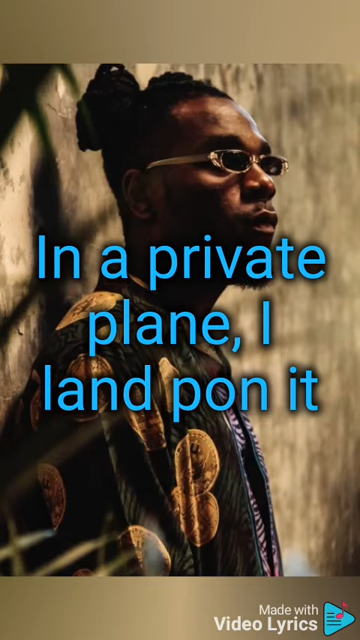 In a private
plane, I
land pon it
Made with
Video Lyrics